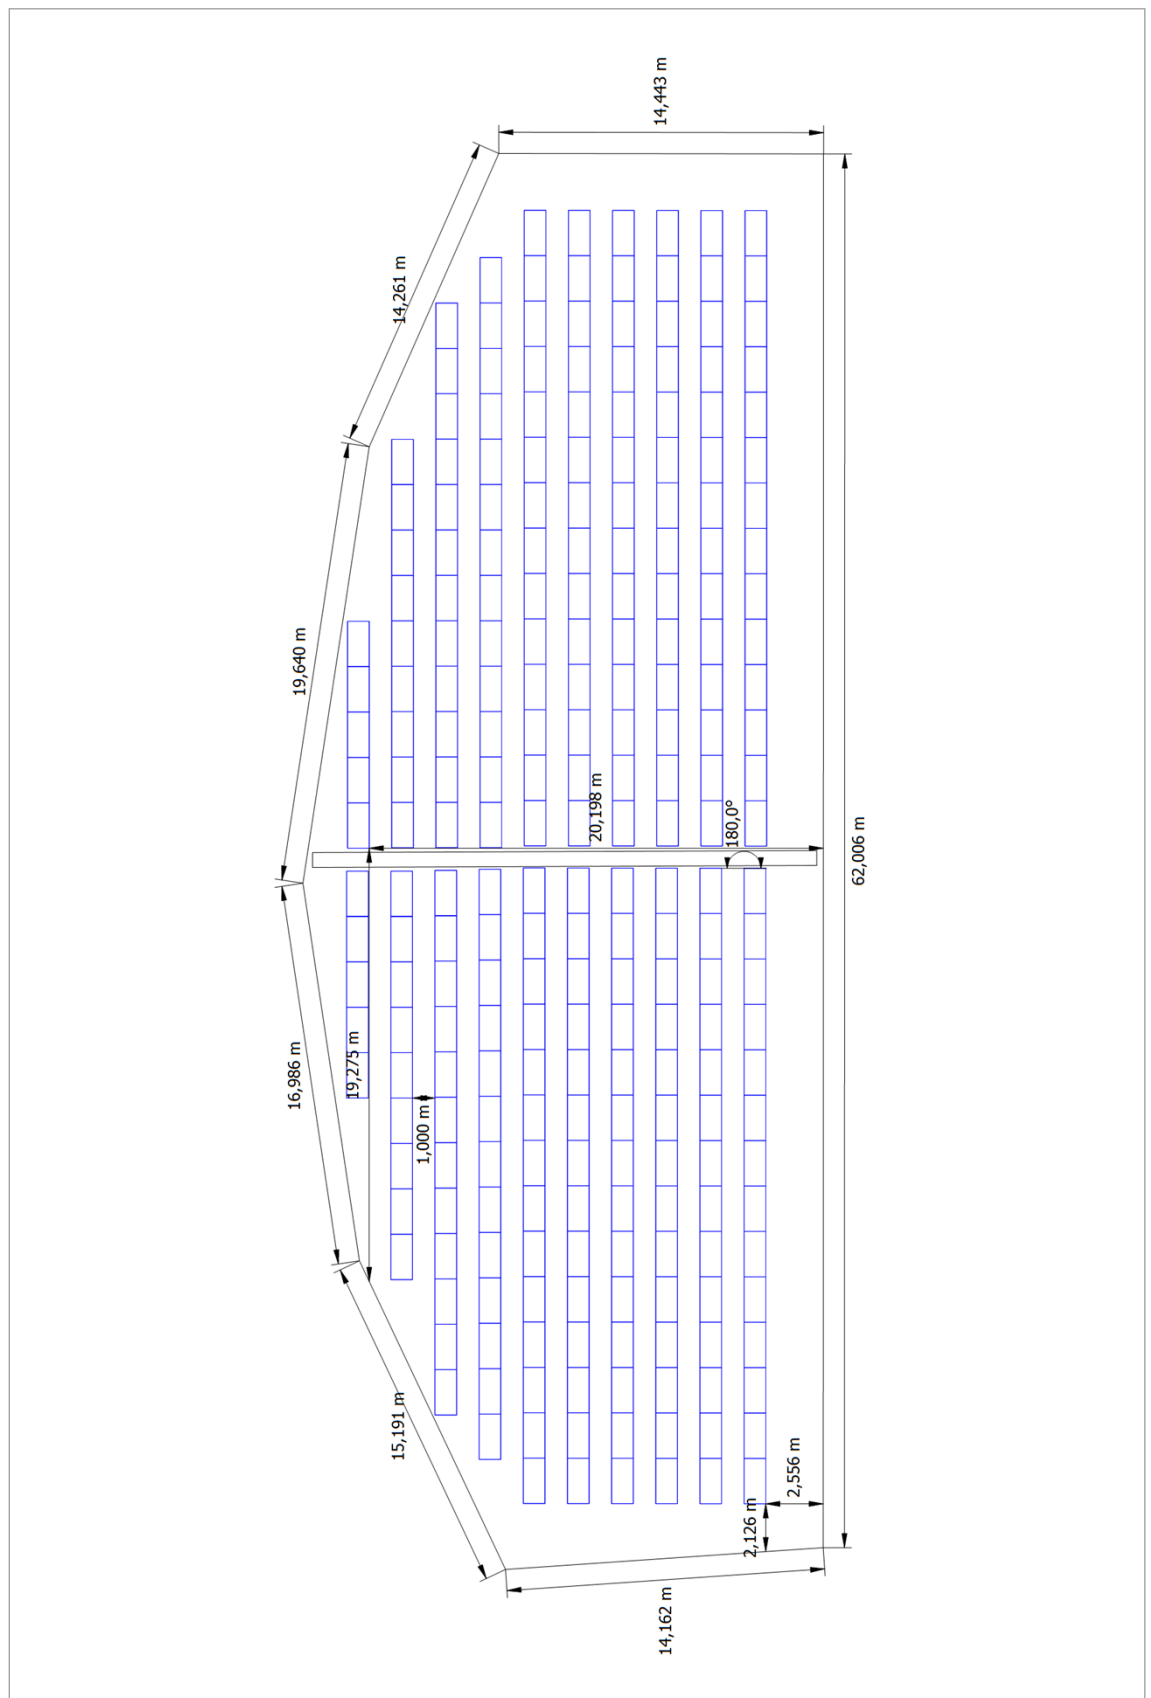 14,443 m
14,261 m
19,640 m
20,198 m
180,0°
62,006 m
16,986 m
19,275 m
1,000 m
15,191 m
2,556 m
2,126 m
14,162 m